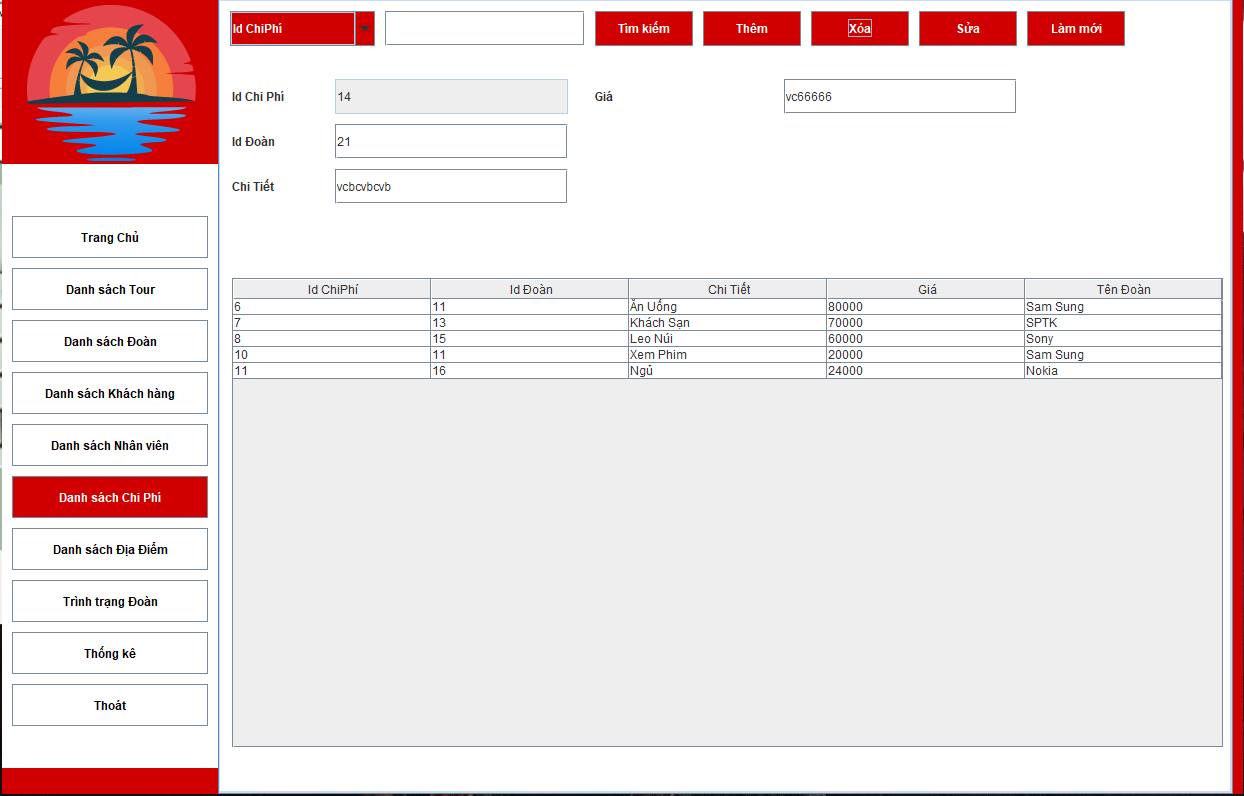 Id ChiPhí
Tìm kiếm
Thêm
Xóa
Sửa
Làm mới
Id Chi Phí 14 Giá vc66666
Id Đoàn 21
Chi Tiết vcbcvbcvb
Trang Chủ
Danh sách Tour
Danh sách Đoàn
Danh sách Khách hàng
Danh sách Nhân viên
Danh sách Chi Phí
Danh sách Địa Điểm
Trình trạng Đoàn
Thống kê
Thoát
Id ChiPhí Id Đoàn Chi Tiết Giá Tên Đoàn
6 11 Ăn Uống 80000 Sam Sung
7 13 Khách Sạn 70000 SPTK
8 15 Leo Núi 60000 Sony
10 11 Xem Phim 20000 Sam Sung
11 16 Ngủ 24000 Nokia